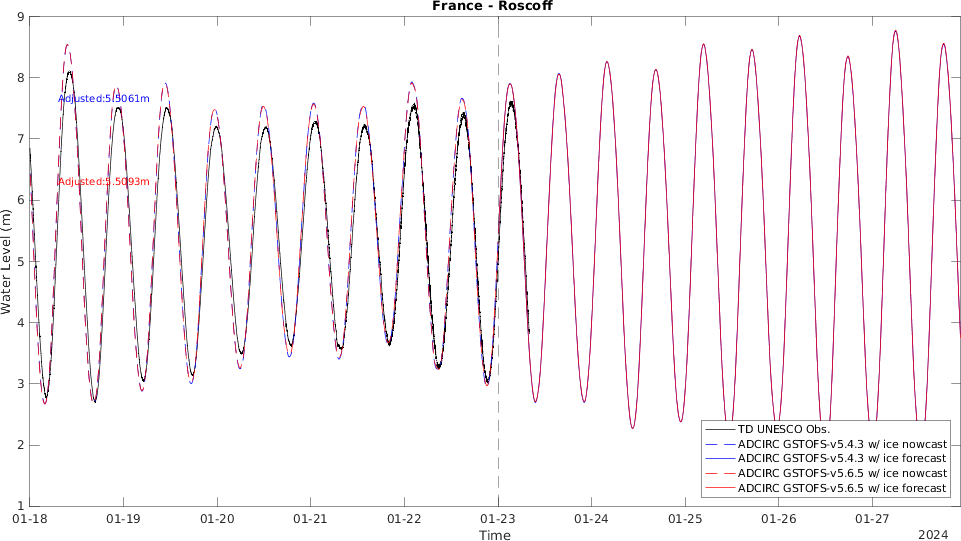 France - Roscoff
9
8
7
6
5
4
3
2
1
Water Level (m)
Adjusted:5.5061m
Adjusted:5.5093m
TD UNESCO Obs.
ADCIRC GSTOFS-v5.4.3 w/ ice nowcast
ADCIRC GSTOFS-v5.4.3 w/ ice forecast
ADCIRC GSTOFS-v5.6.5 w/ ice nowcast
ADCIRC GSTOFS-v5.6.5 w/ ice forecast
01-18 01-19 01-20 01-21 01-22 01-23 01-24 01-25 01-26 01-27
Time
2024